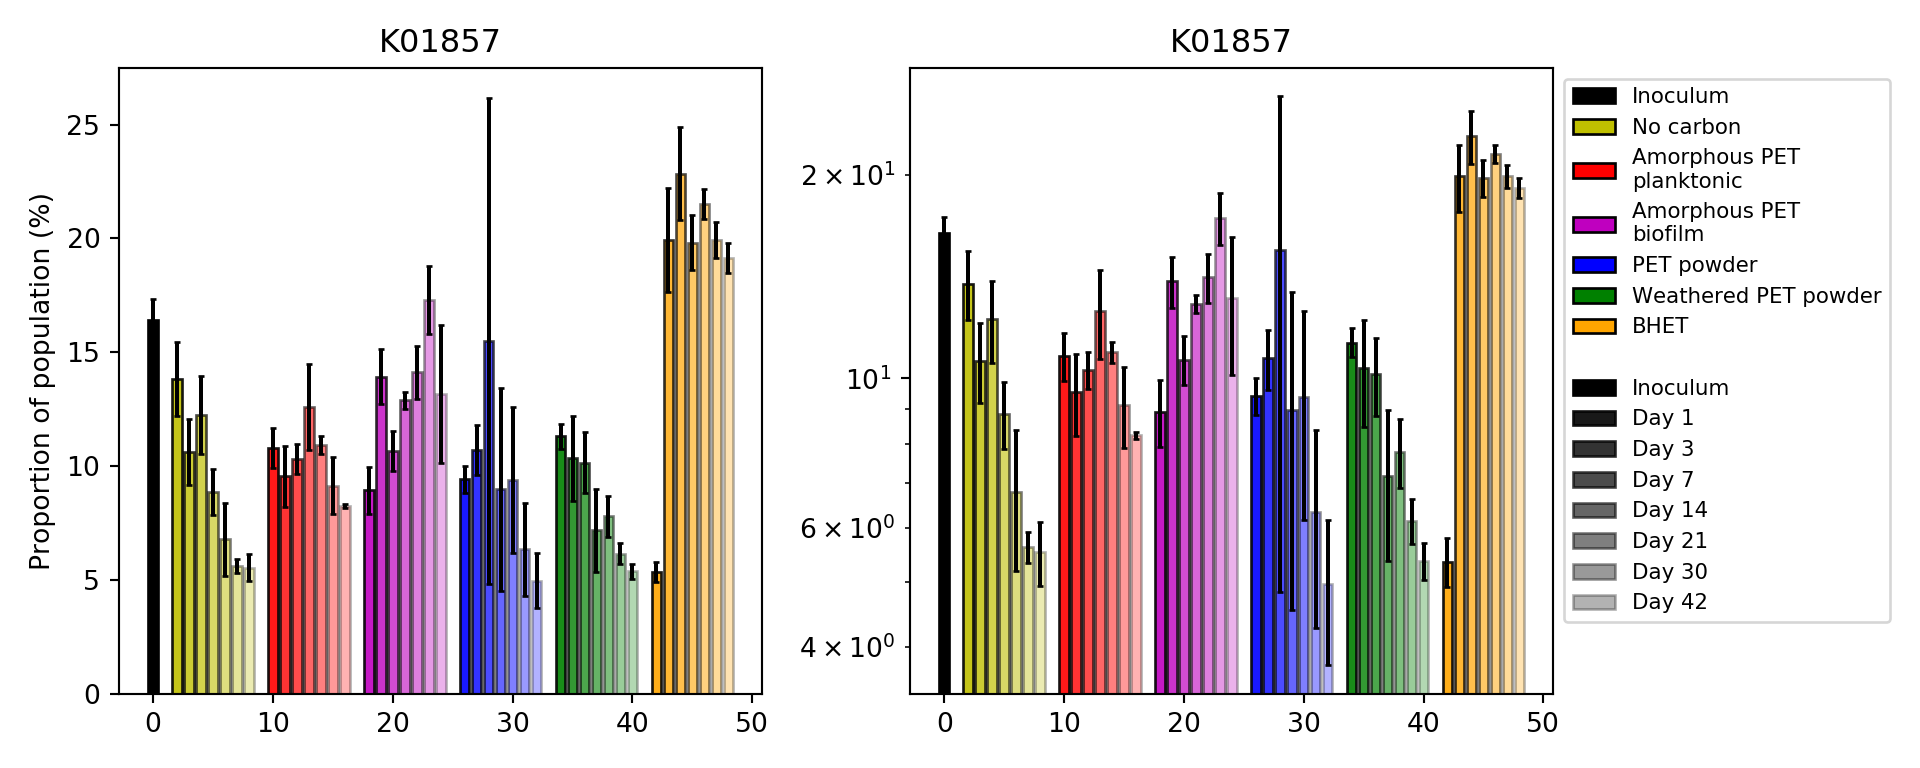 K01857
Proportion of population (%)
25
20
15
10
5
0
0 10 20 30 40 50
K01857
2 × 10¹
10¹
6 × 10⁰
4 × 10⁰
0 10 20 30 40 50
Inoculum
No carbon
Amorphous PET
planktonic
Amorphous PET
biofilm
PET powder
Weathered PET powder
BHET
Inoculum
Day 1
Day 3
Day 7
Day 14
Day 21
Day 30
Day 42